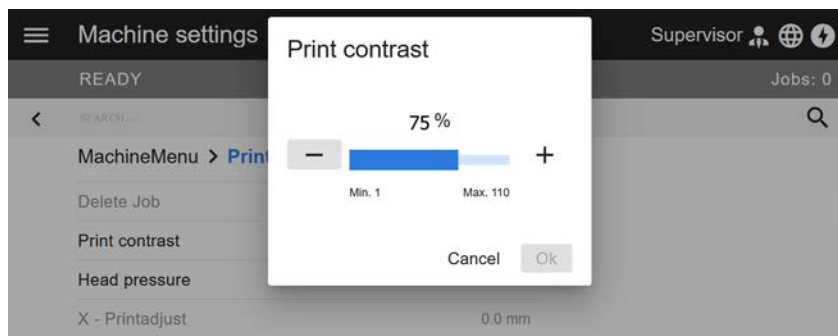 Machine settings
Supervisor
READY
Jobs: 0
SEARCH...
MachineMenu > Print
Delete Job
Print contrast
Head pressure
X - Printadjust 0.0 mm
Print contrast
75 %
Min. 1 Max. 110
Cancel Ok